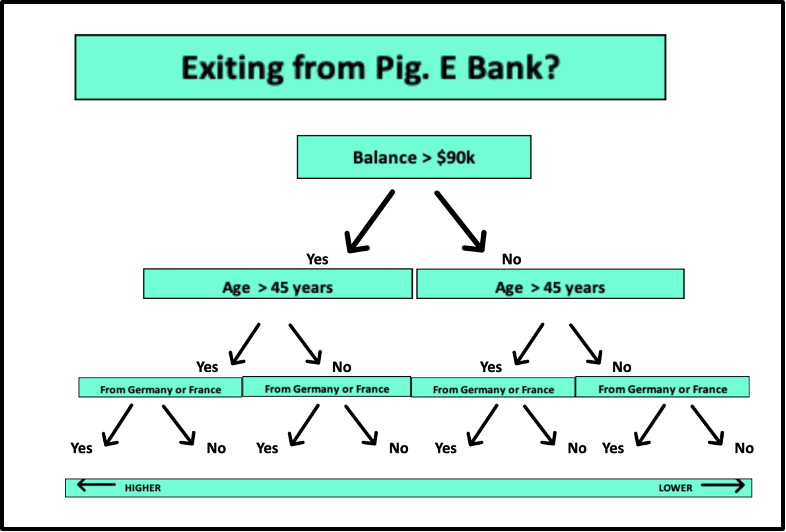 Exiting from Pig. E Bank?
Balance > $90k
Yes No
Age > 45 years Age > 45 years
Yes No Yes No
From Germany or France From Germany or France From Germany or France From Germany or France
Yes No Yes No Yes No Yes No
HIGHER LOWER